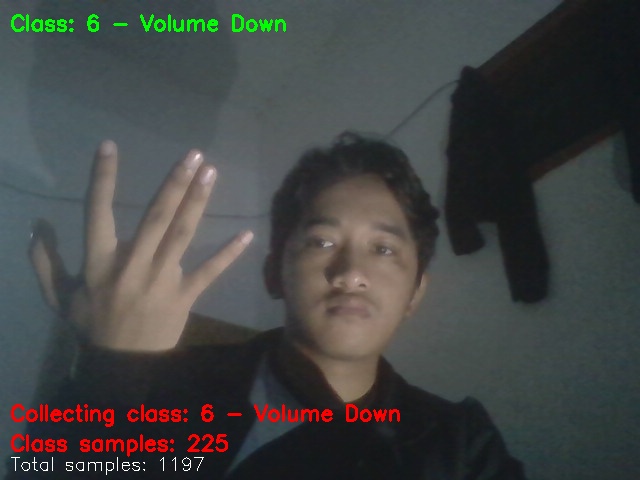 Class: 6 - Volume Down
Collecting class: 6 - Volume Down
Class samples: 225
Total samples: 1197